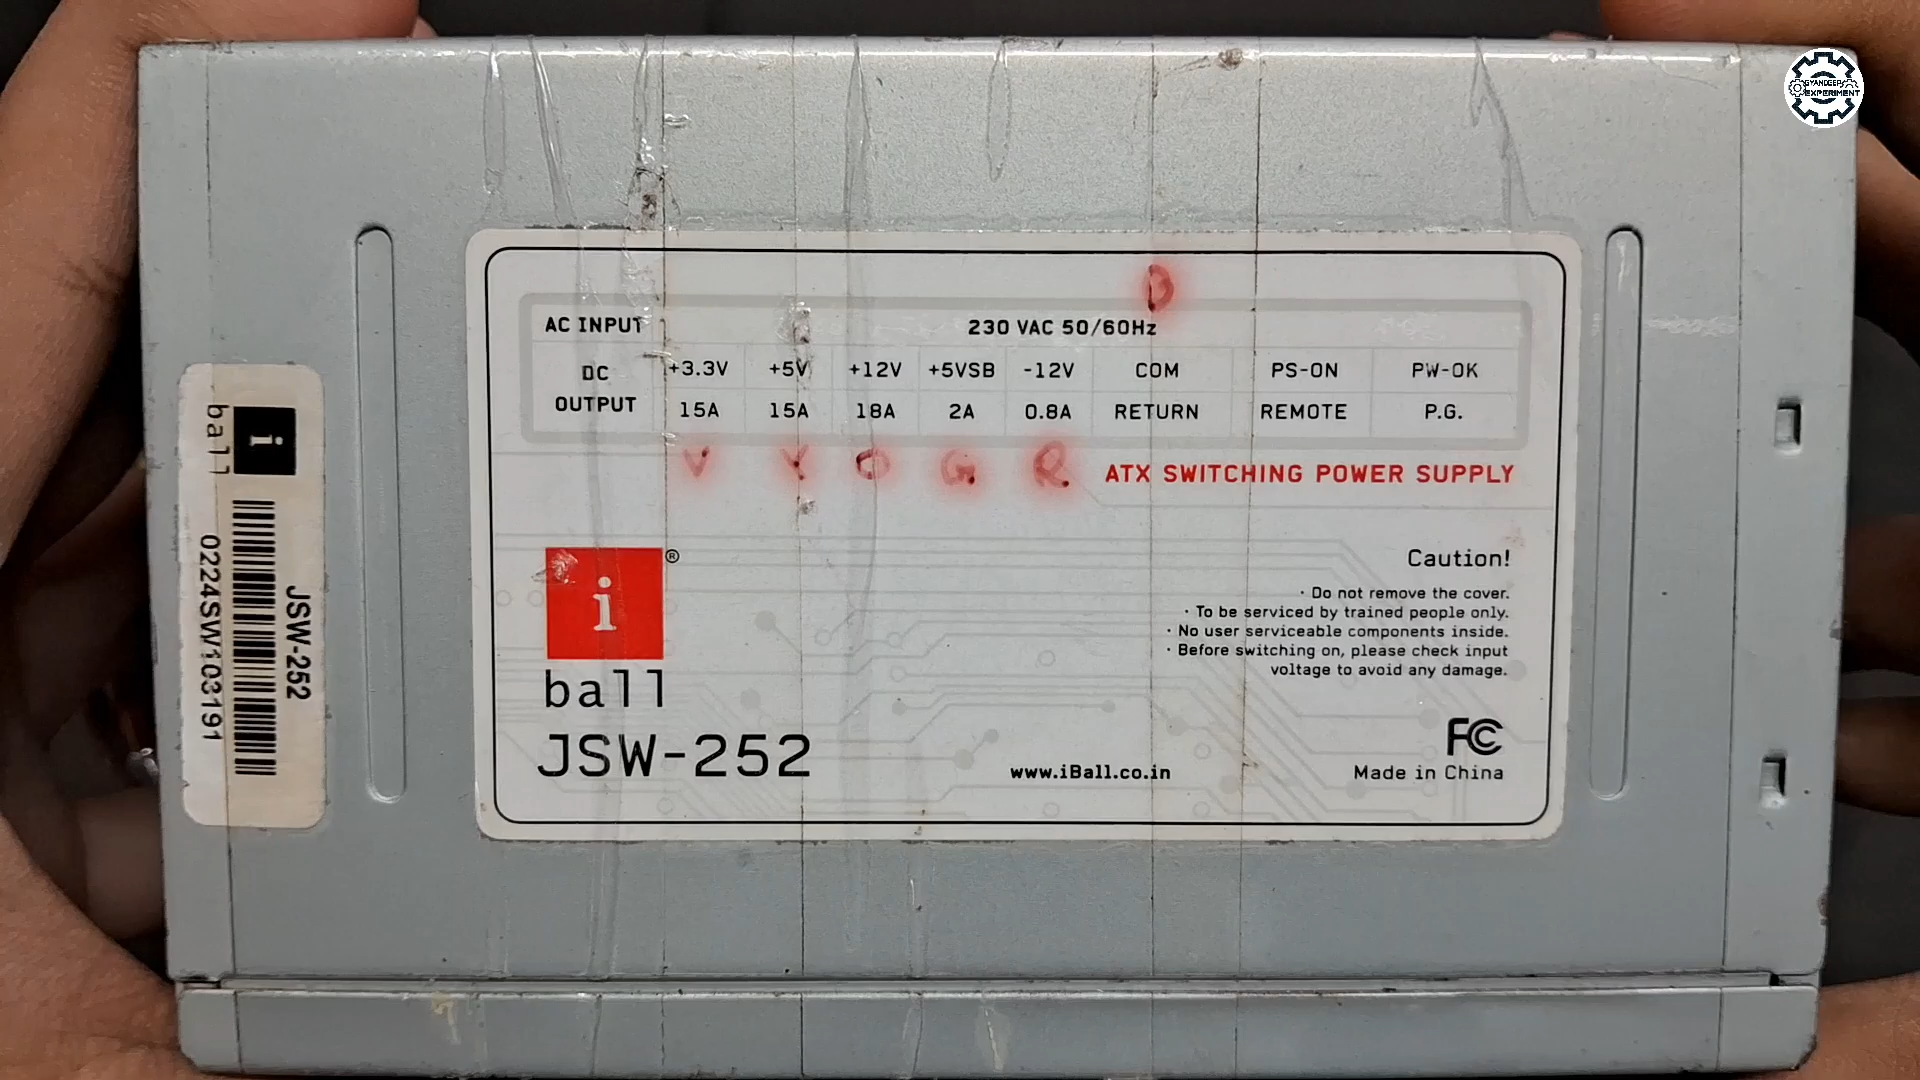 GYANDEEP
EXPERIMENT
D
AC INPUT 230 VAC 50/60Hz
DC OUTPUT +3.3V +5V +12V +5VSB -12V COM PS-ON PW-OK
15A 15A 18A 2A 0.8A RETURN REMOTE P.G.
V Y O G R
ATX SWITCHING POWER SUPPLY
i®
ball
JSW-252
www.iBall.co.in
Caution!
· Do not remove the cover.
· To be serviced by trained people only.
· No user serviceable components inside.
· Before switching on, please check input
voltage to avoid any damage.
FC
Made in China
i
ball
JSW-252
0224SW103191